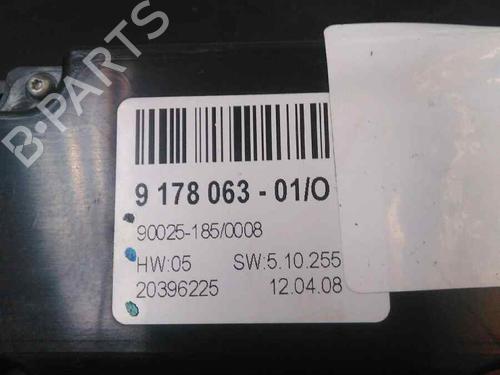 B-PARTS
9 178 063 - 01/O
90025-185/0008
HW:05 SW:5.10.255
20396225 12.04.08